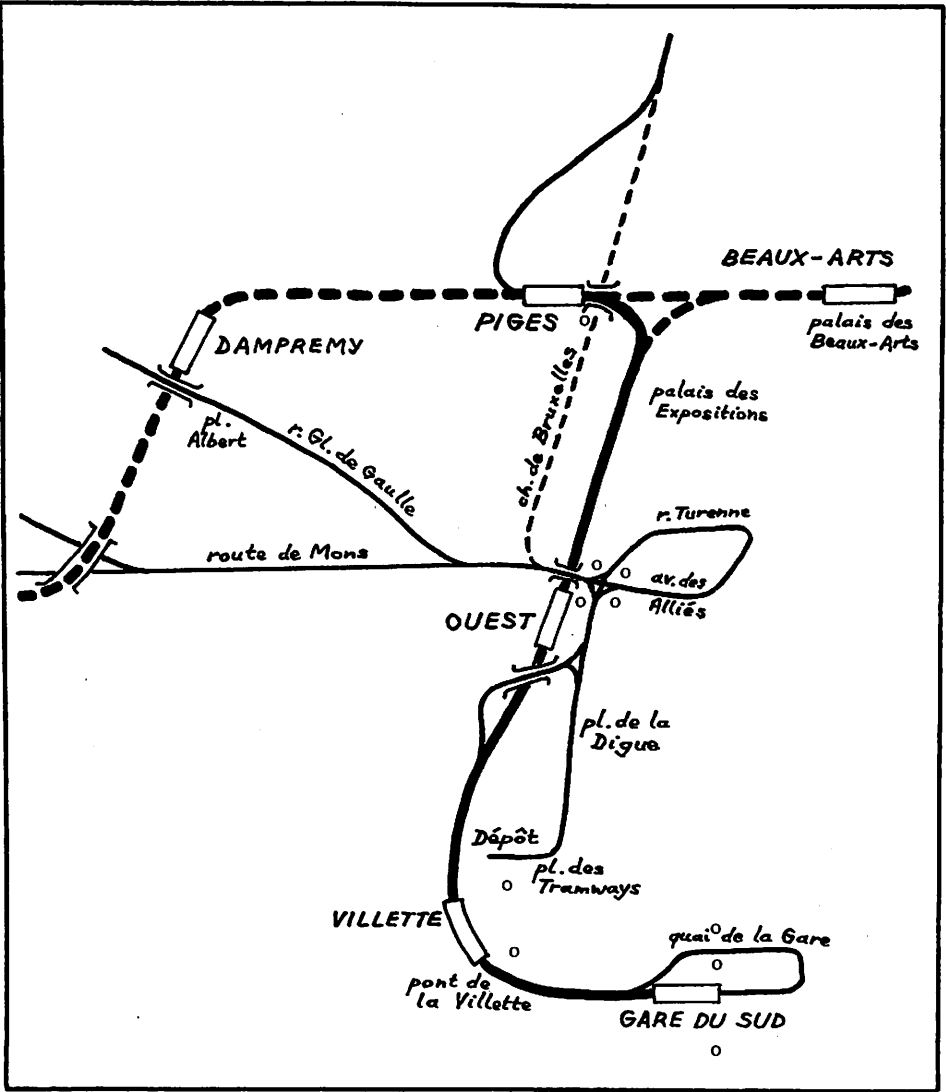 BEAUX-ARTS
PIGES
palais des
Beaux-Arts
DAMPREMY
pl.
Albert
r. Gl. de Gaulle
ch. de Bruxelles
palais des
Expositions
r. Turenne
route de Mons
av. des
Alliés
OUEST
pl. de la
Digue
Dépôt
pl. des
Tramways
VILLETTE
quai de la Gare
pont de
la Villette
GARE DU SUD